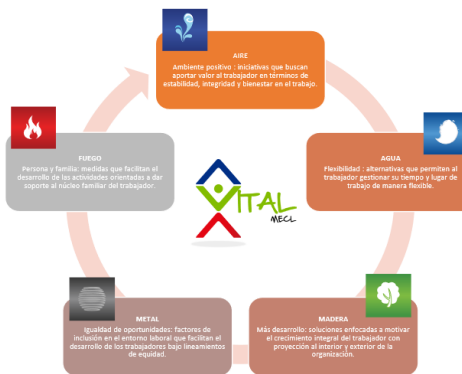 AIRE
Ambiente positivo : iniciativas que buscan
aportar valor al trabajador en términos de
estabilidad, integridad y bienestar en el trabajo.
AGUA
Flexibilidad : alternativas que permiten al
trabajador gestionar su tiempo y lugar de
trabajo de manera flexible.
MADERA
Más desarrollo: soluciones enfocadas a motivar
el crecimiento integral del trabajador con
proyección al interior y exterior de la
organización.
METAL
Igualdad de oportunidades: factores de
inclusión en el entorno laboral que facilitan el
desarrollo de los trabajadores bajo lineamientos
de equidad.
FUEGO
Persona y familia: medidas que facilitan el
desarrollo de las actividades orientadas a dar
soporte al núcleo familiar del trabajador.
VITAL
MECL